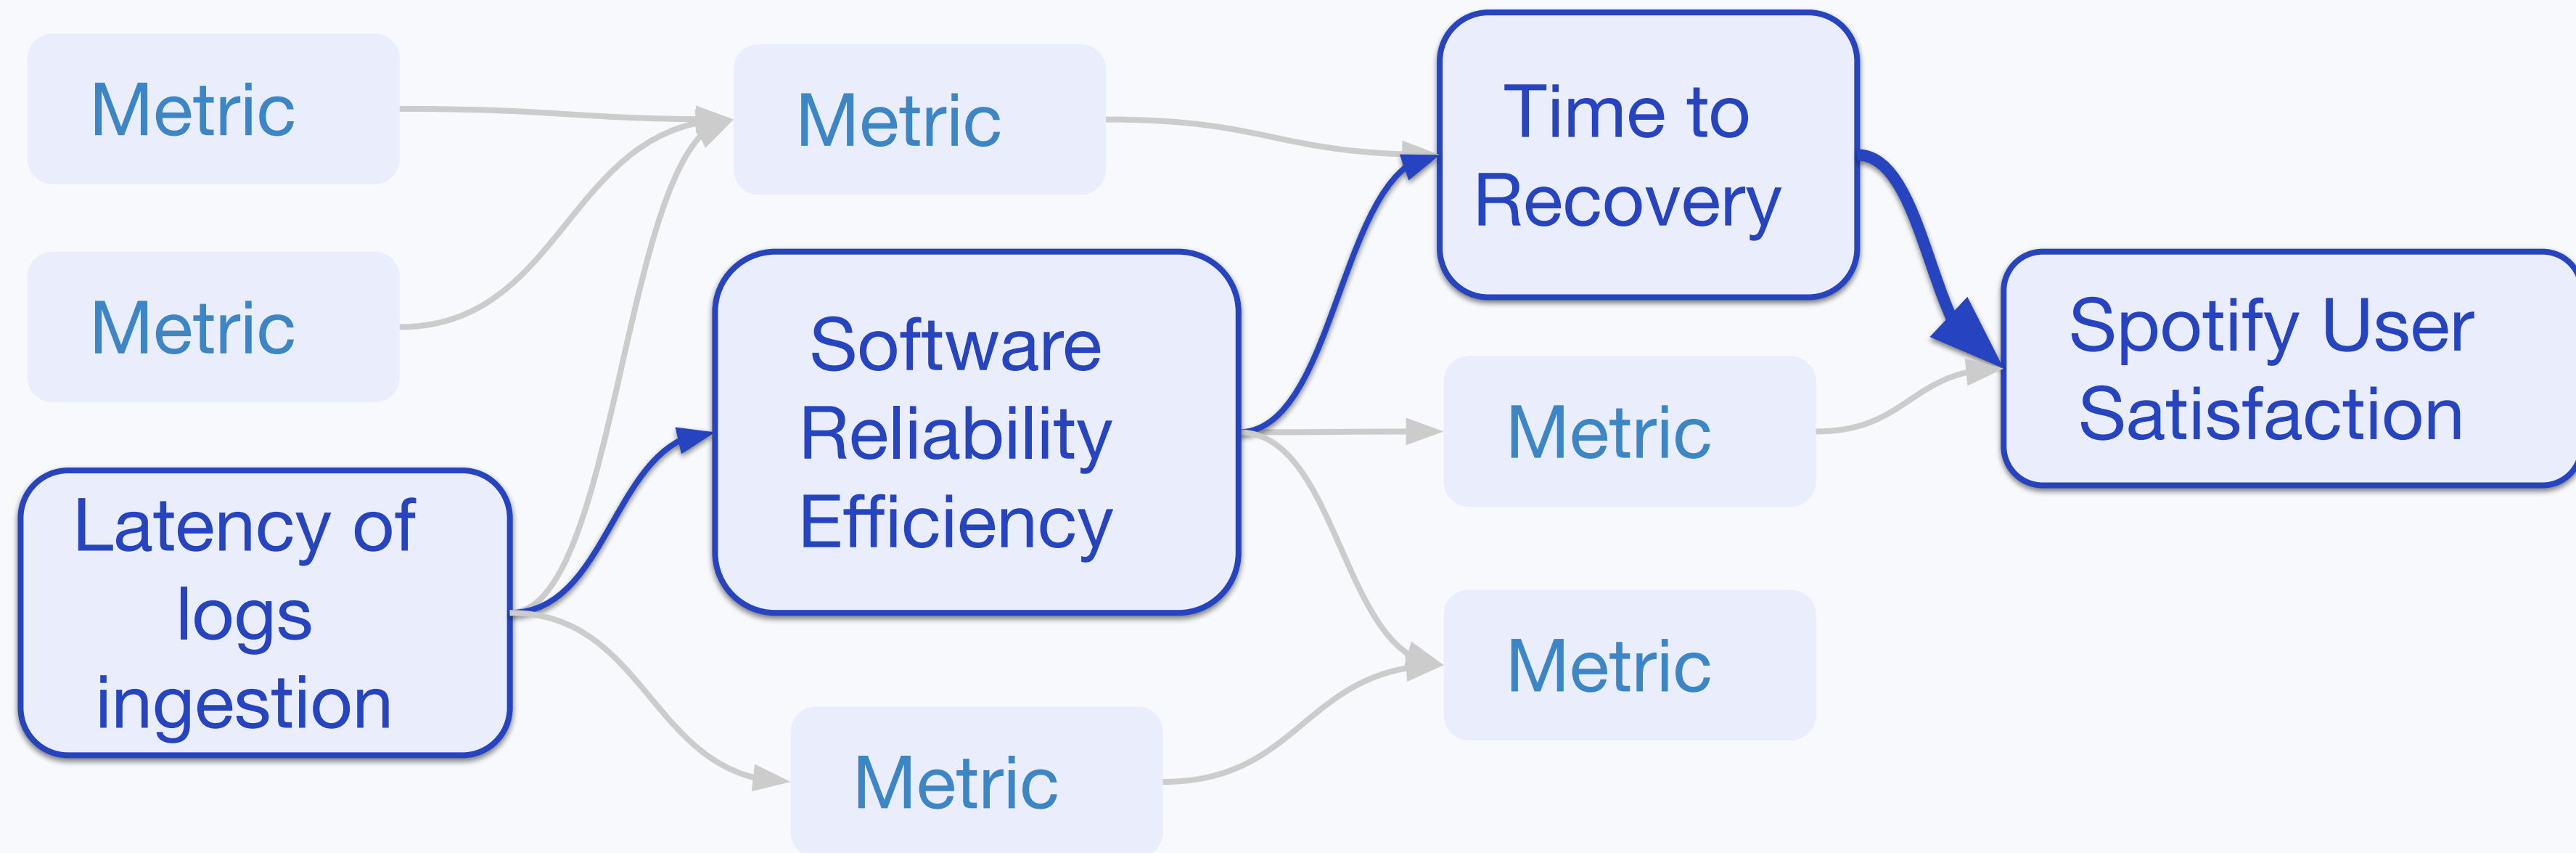 Metric
Metric
Latency of
logs
ingestion
Metric
Software
Reliability
Efficiency
Metric
Time to
Recovery
Metric
Metric
Spotify User
Satisfaction